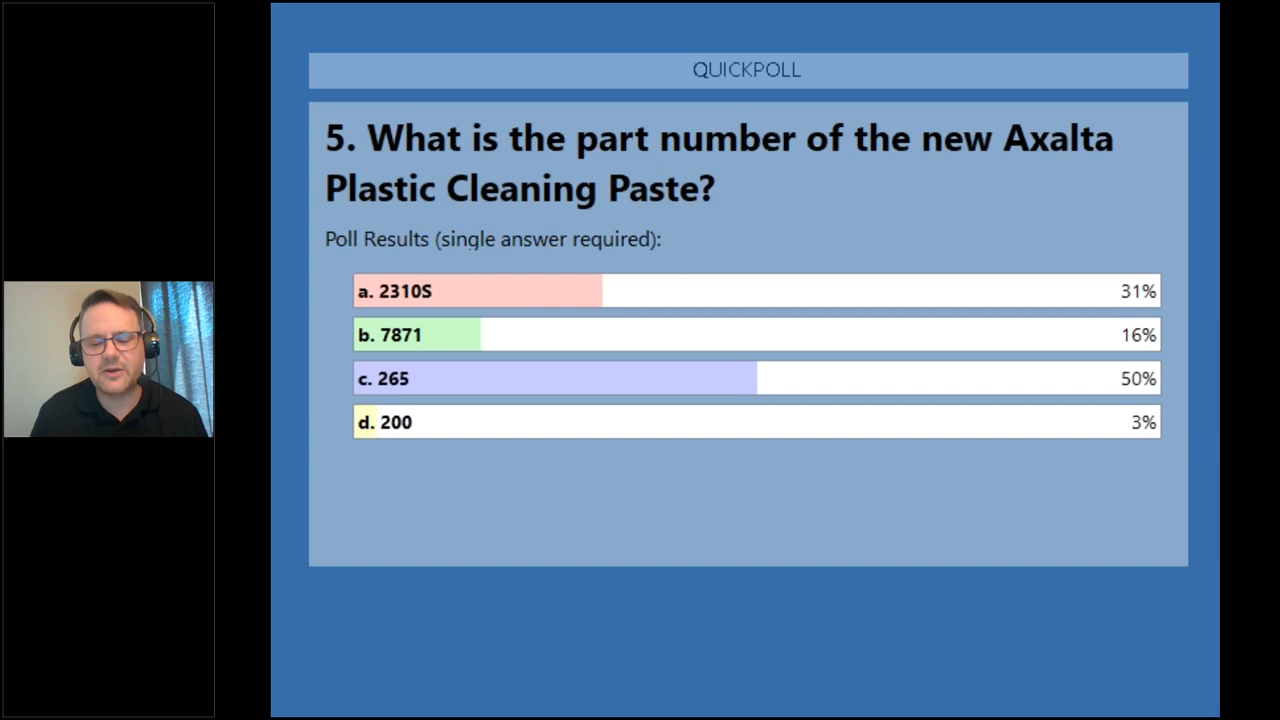 QUICKPOLL
5. What is the part number of the new Axalta
Plastic Cleaning Paste?
Poll Results (single answer required):
a. 2310S 31%
b. 7871 16%
c. 265 50%
d. 200 3%